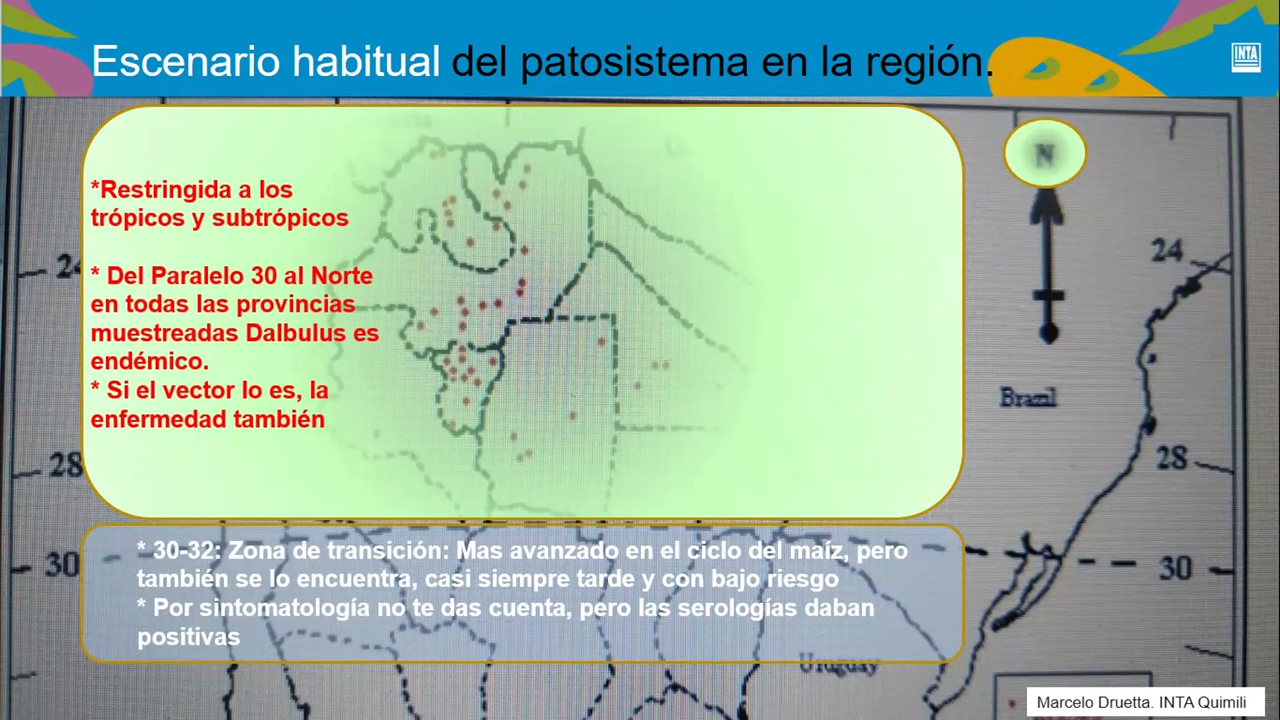 Escenario habitual del patosistema en la región.
INTA
N
*Restringida a los
trópicos y subtrópicos
* Del Paralelo 30 al Norte
en todas las provincias
muestreadas Dalbulus es
endémico.
* Si el vector lo es, la
enfermedad también
24
24
Brazil
28
28
30
30
* 30-32: Zona de transición: Mas avanzado en el ciclo del maíz, pero
también se lo encuentra, casi siempre tarde y con bajo riesgo
* Por sintomatología no te das cuenta, pero las serologías daban
positivas
Uruguay
Marcelo Druetta. INTA Quimili